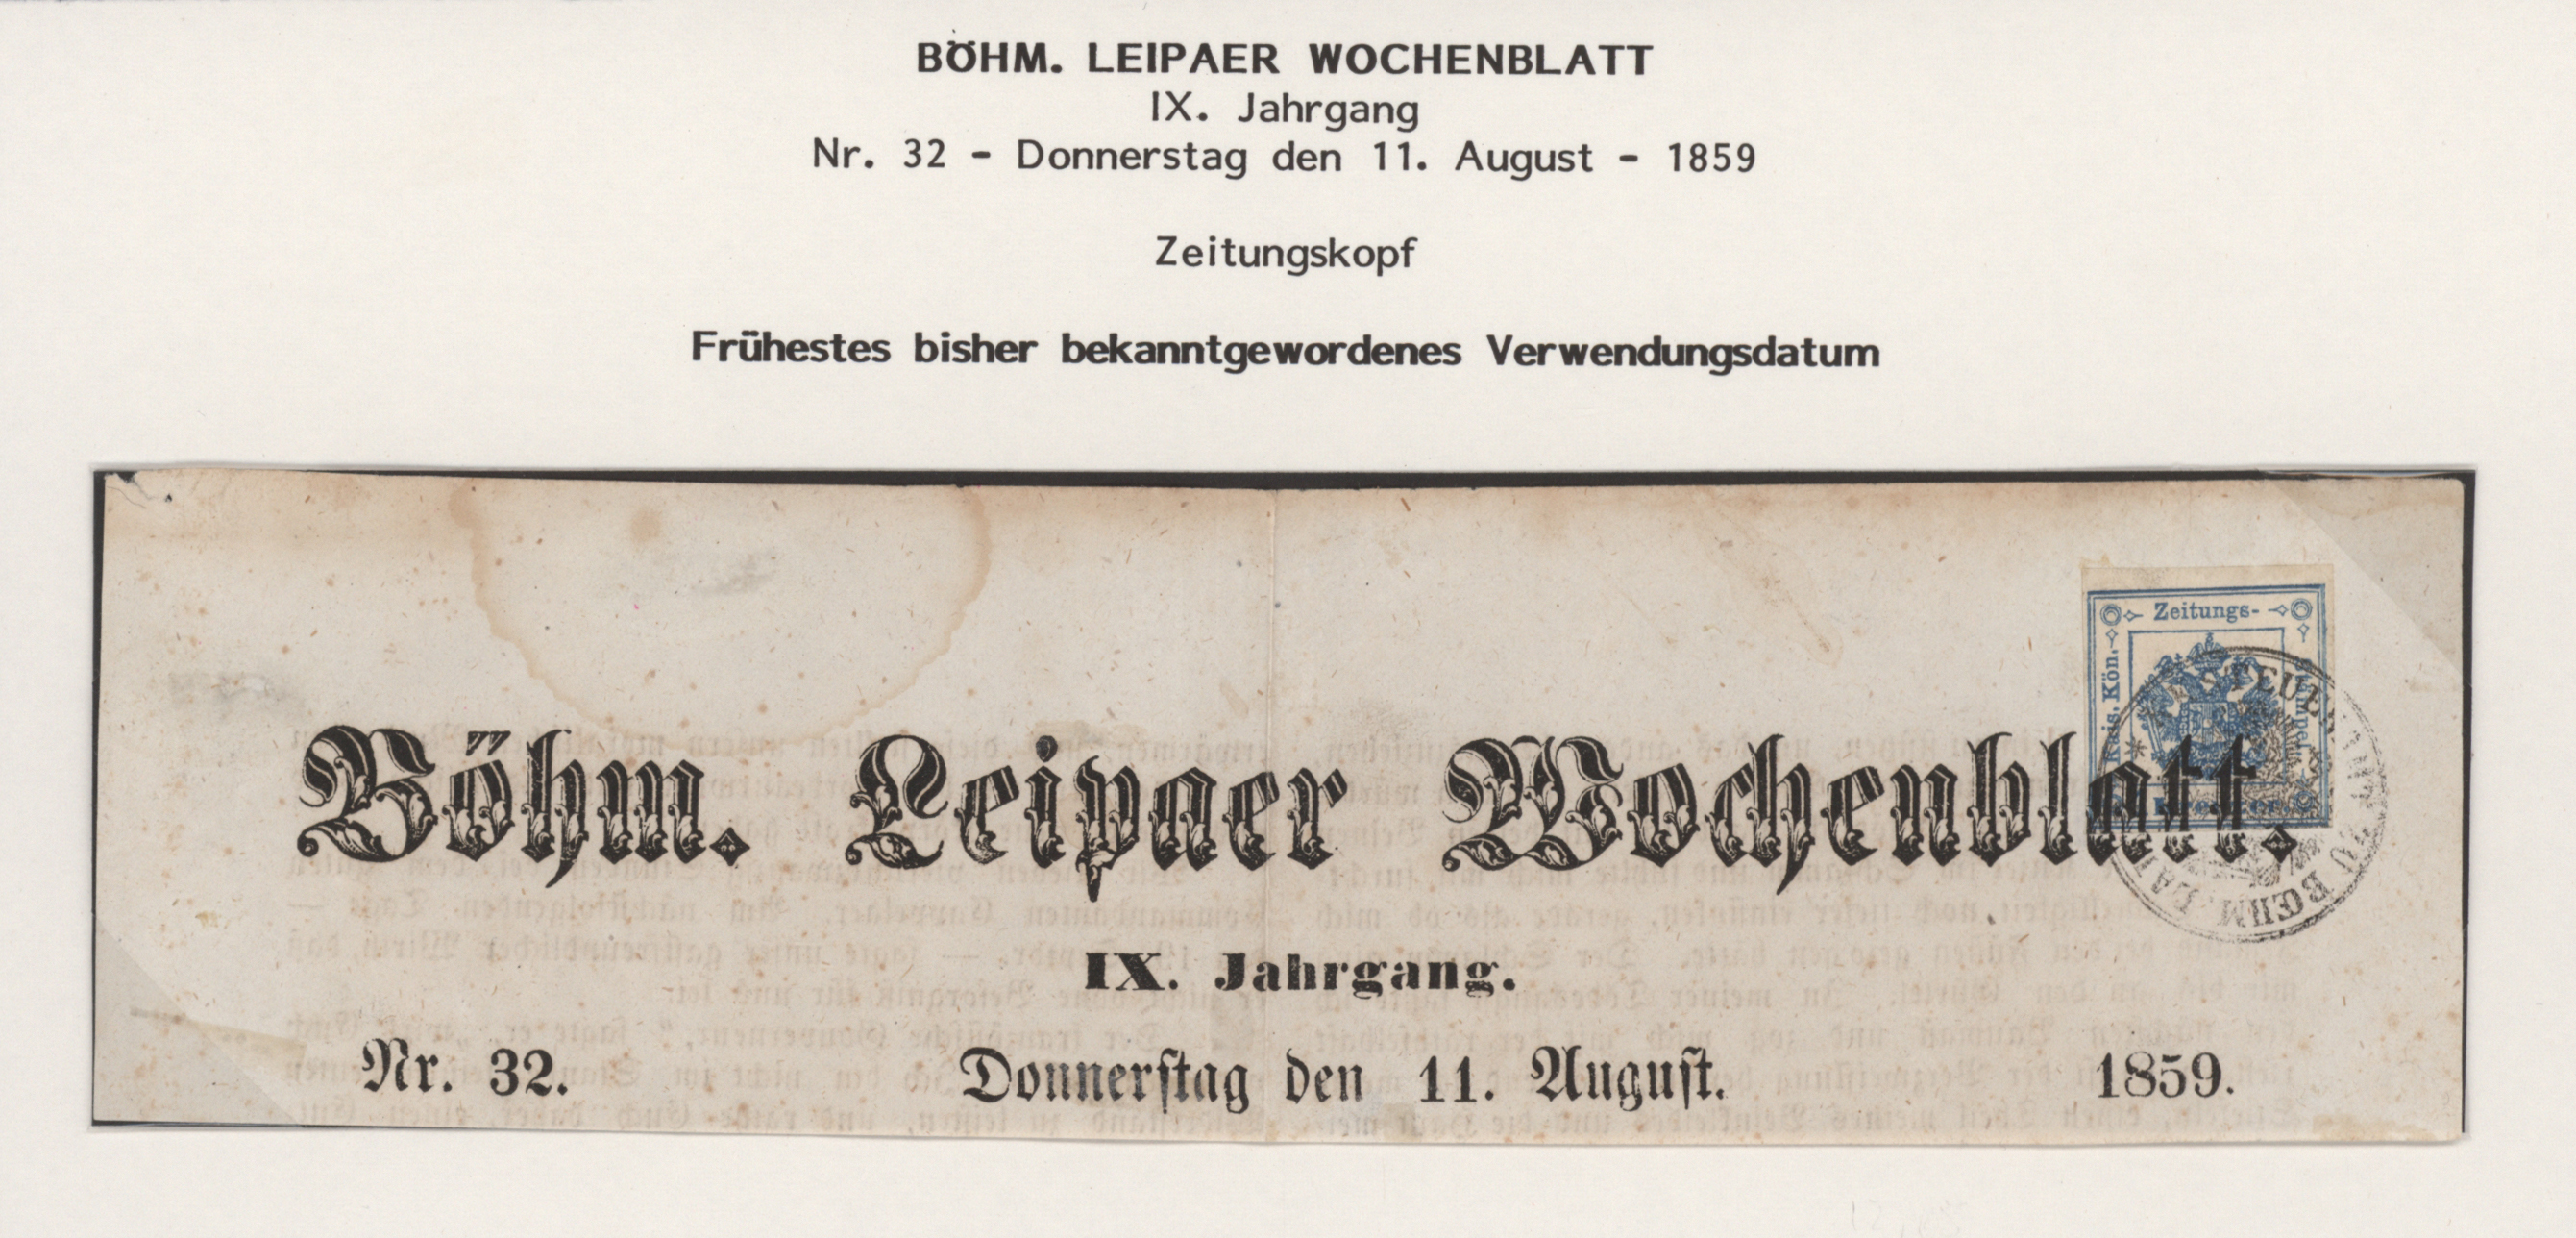 BÖHM. LEIPAER WOCHENBLATT
IX. Jahrgang
Nr. 32 - Donnerstag den 11. August - 1859
Zeitungskopf
Frühestes bisher bekanntgewordenes Verwendungsdatum
Zeitungs-
Kais. Kön.
Böhm. Leipaer Wochenblatt.
BŒHM.
IX. Jahrgang.
Nr. 32. Donnerſtag den 11. Auguſt. 1859.